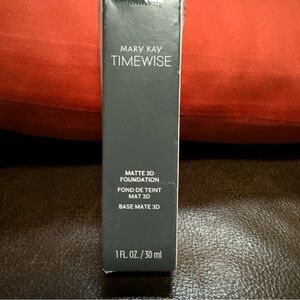 MARY KAY
TIMEWISE
MATTE 3D
FOUNDATION
FOND DE TEINT
MAT 3D
BASE MATE 3D
1 FL. OZ. / 30 ml